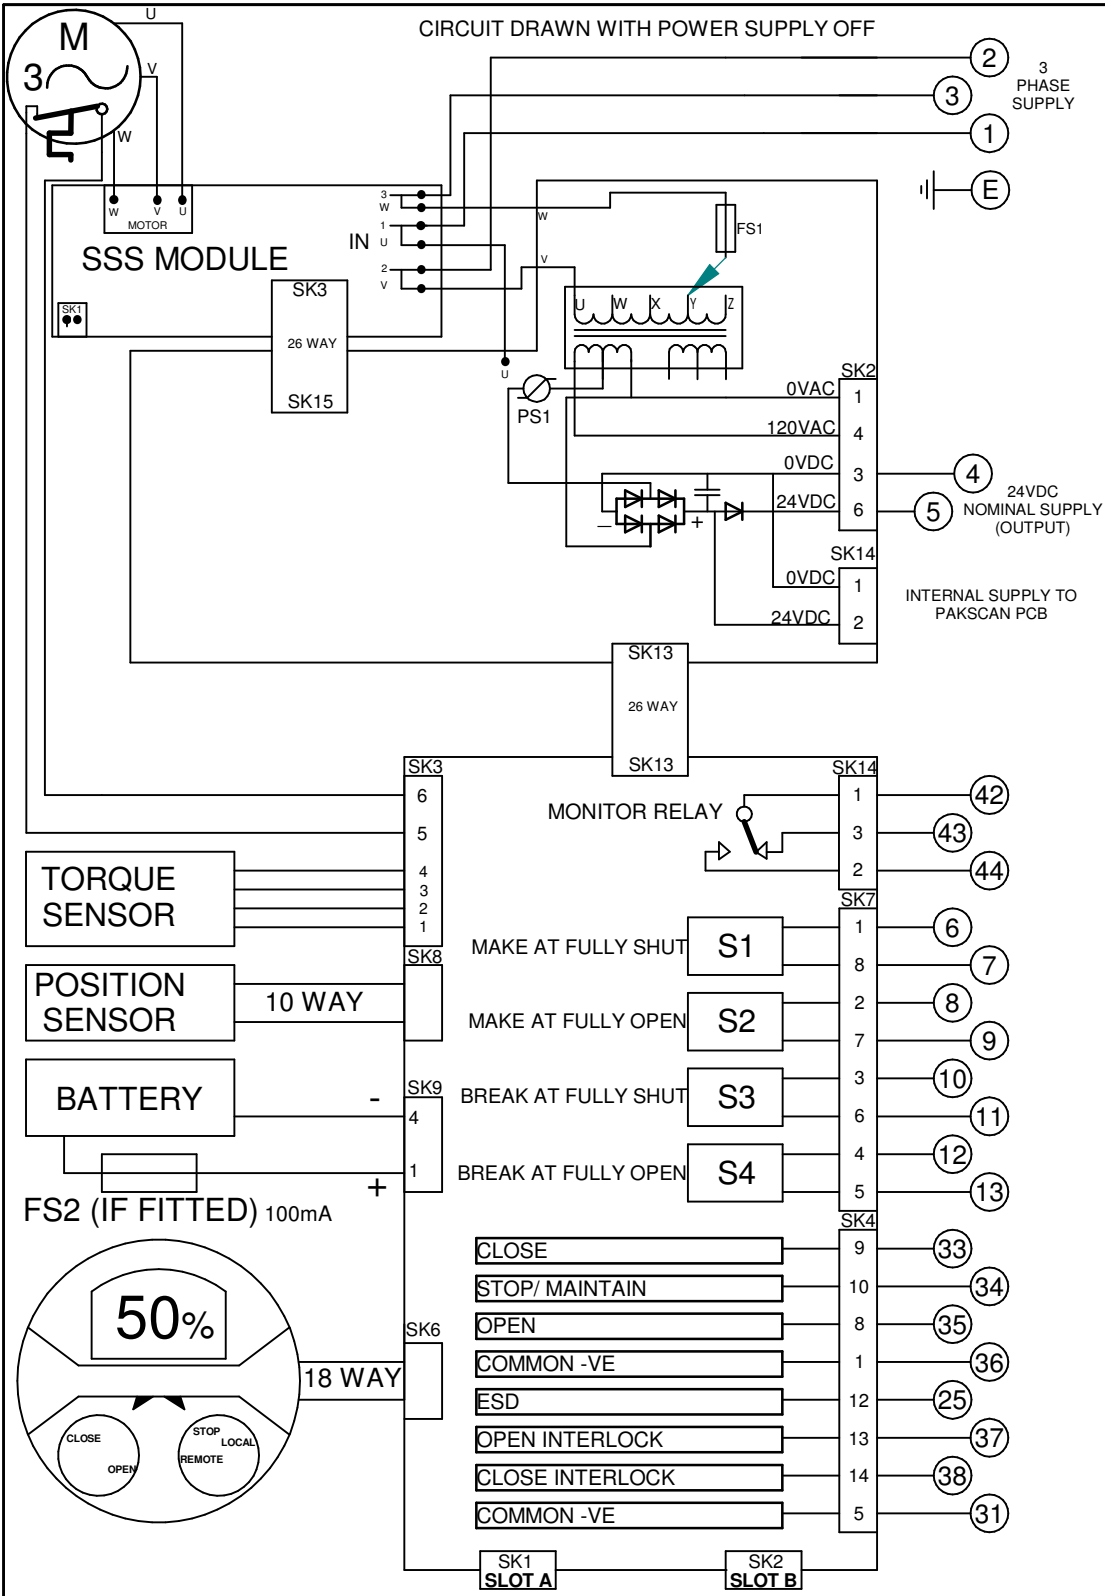 CIRCUIT DRAWN WITH POWER SUPPLY OFF
M
3
U
V
W
2
3
1
3
PHASE
SUPPLY
E
W
V
U
MOTOR
SSS MODULE
IN
3
W
1
U
2
V
W
V
FS1
SK1
SK3
26 WAY
SK15
U
W
X
Y
Z
U
PS1
SK2
0VAC
1
120VAC
4
0VDC
3
4
24VDC
6
5
24VDC
NOMINAL SUPPLY
(OUTPUT)
–
+
SK14
0VDC
1
24VDC
2
INTERNAL SUPPLY TO
PAKSCAN PCB
SK13
26 WAY
SK13
SK3
6
5
4
3
2
1
TORQUE
SENSOR
SK8
POSITION
SENSOR
10 WAY
BATTERY
-
+
SK9
4
1
FS2 (IF FITTED) 100mA
50%
CLOSE
OPEN
STOP
LOCAL
REMOTE
18 WAY
SK6
MONITOR RELAY
SK14
1
42
3
43
2
44
SK7
MAKE AT FULLY SHUT
S1
1
6
8
7
MAKE AT FULLY OPEN
S2
2
8
7
9
BREAK AT FULLY SHUT
S3
3
10
6
11
BREAK AT FULLY OPEN
S4
4
12
5
13
SK4
CLOSE
9
33
STOP/ MAINTAIN
10
34
OPEN
8
35
COMMON -VE
1
36
ESD
12
25
OPEN INTERLOCK
13
37
CLOSE INTERLOCK
14
38
COMMON -VE
5
31
SK1
SLOT A
SK2
SLOT B